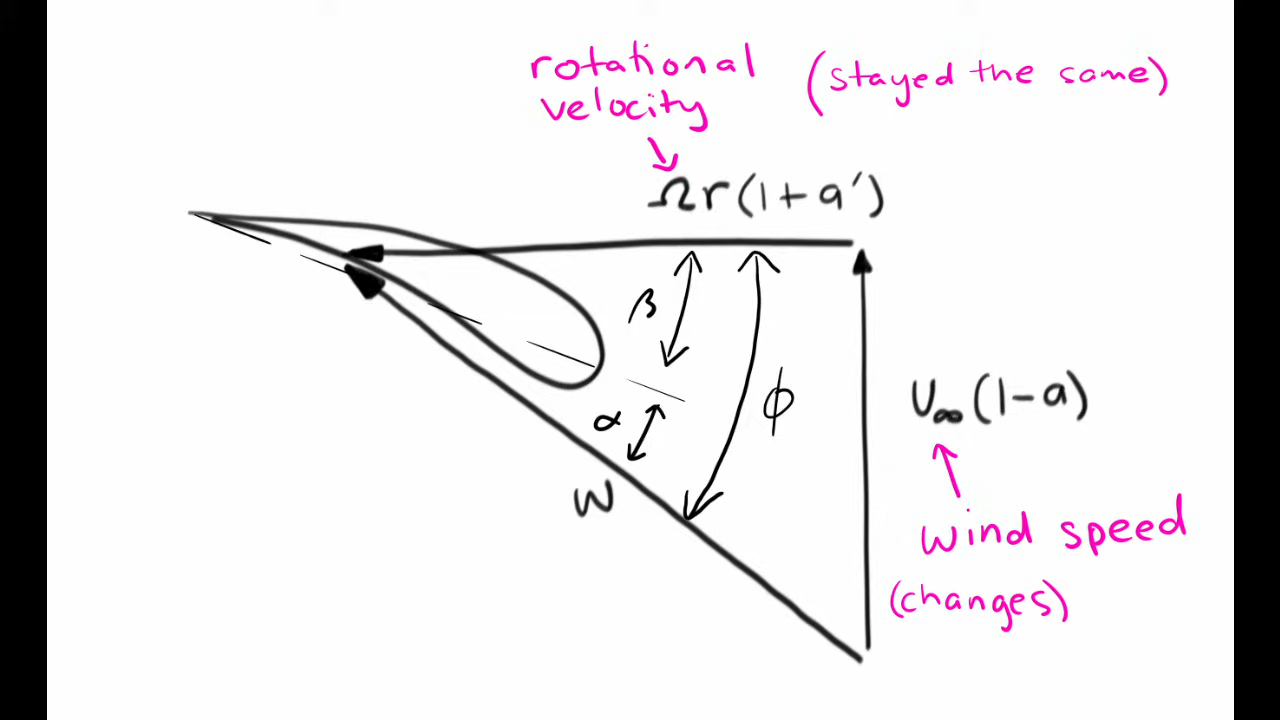 rotational
velocity
(stayed the same)
Ωr(1+a′)
β
α
ϕ
W
U∞(1-a)
wind speed
(changes)